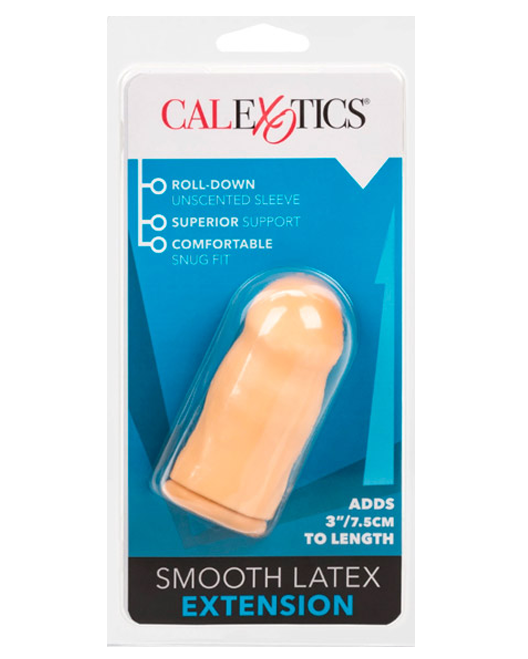 CALEXOTICS®
ROLL-DOWN
UNSCENTED SLEEVE
SUPERIOR SUPPORT
COMFORTABLE
SNUG FIT
ADDS
3"/7.5CM
TO LENGTH
SMOOTH LATEX
EXTENSION